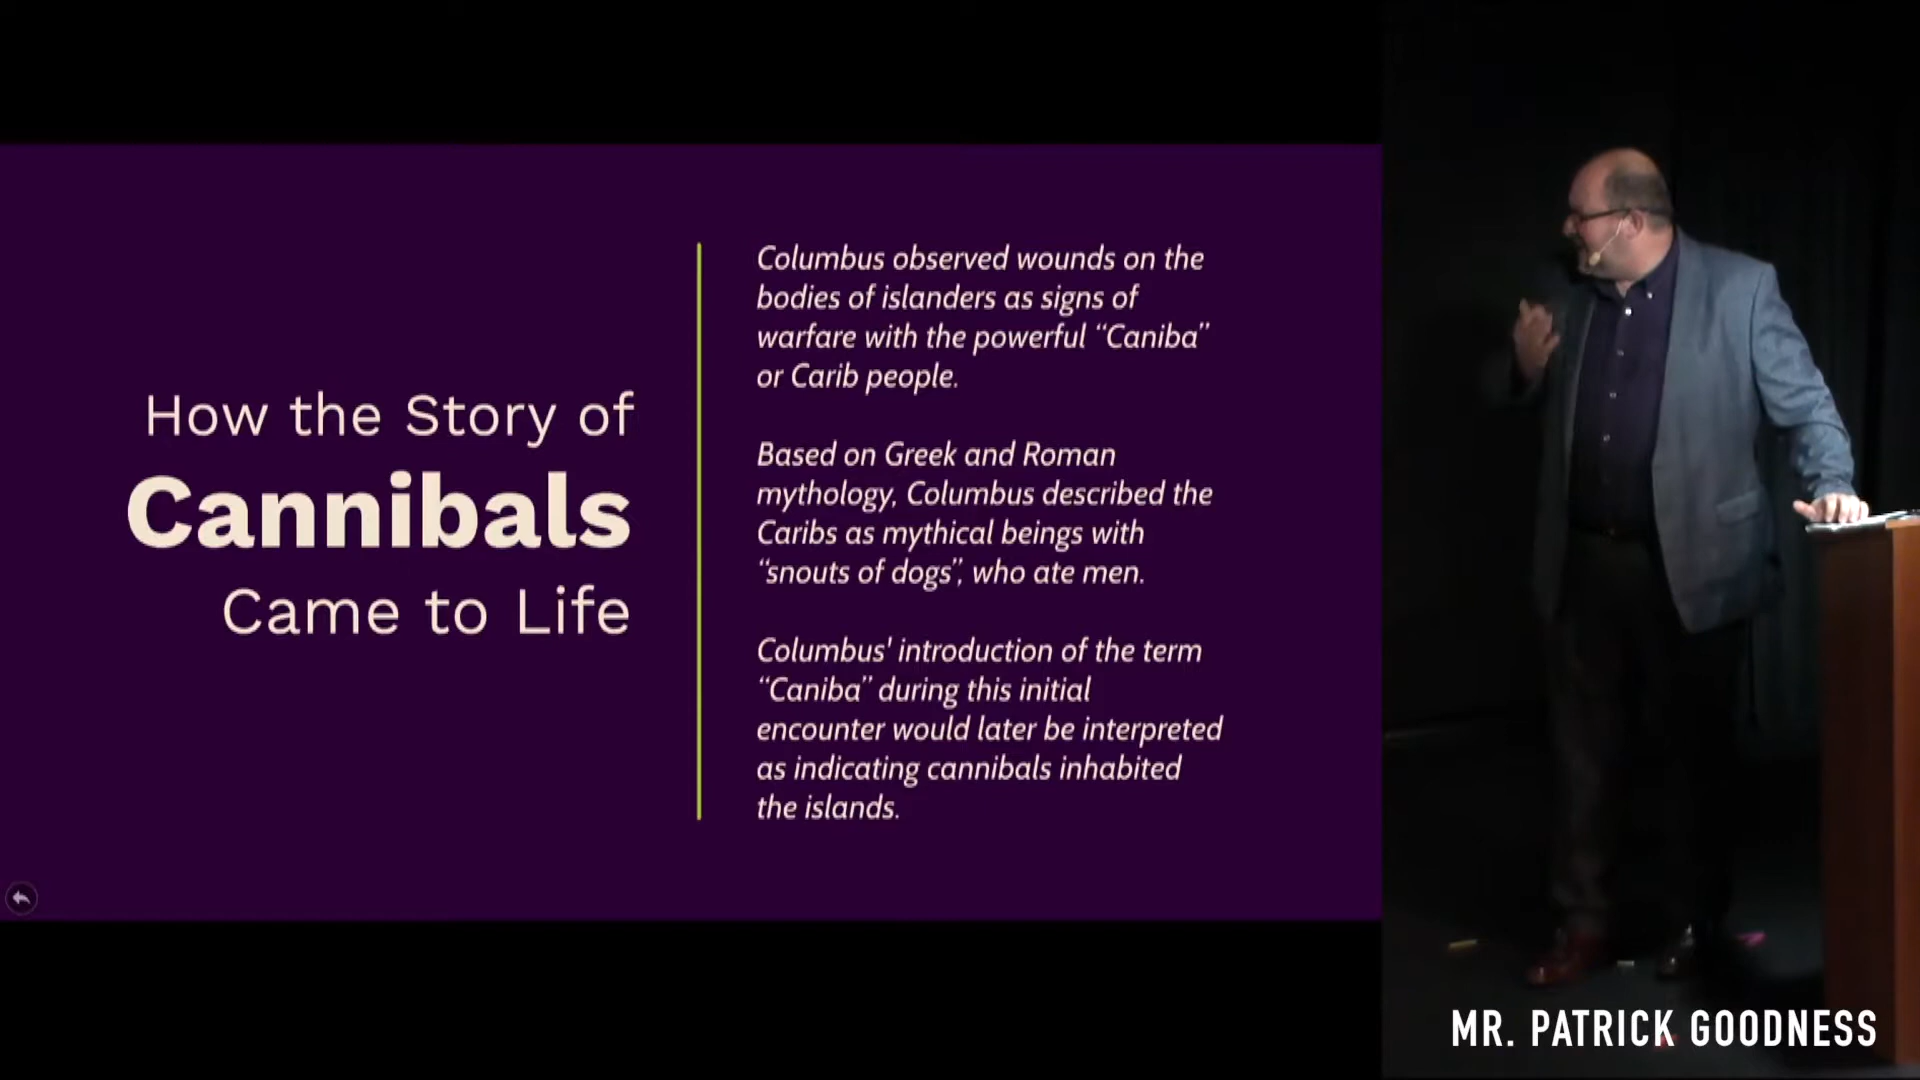 How the Story of
Cannibals
Came to Life
Columbus observed wounds on the
bodies of islanders as signs of
warfare with the powerful “Caniba”
or Carib people.
Based on Greek and Roman
mythology, Columbus described the
Caribs as mythical beings with
“snouts of dogs”, who ate men.
Columbus' introduction of the term
“Caniba” during this initial
encounter would later be interpreted
as indicating cannibals inhabited
the islands.
MR. PATRICK GOODNESS